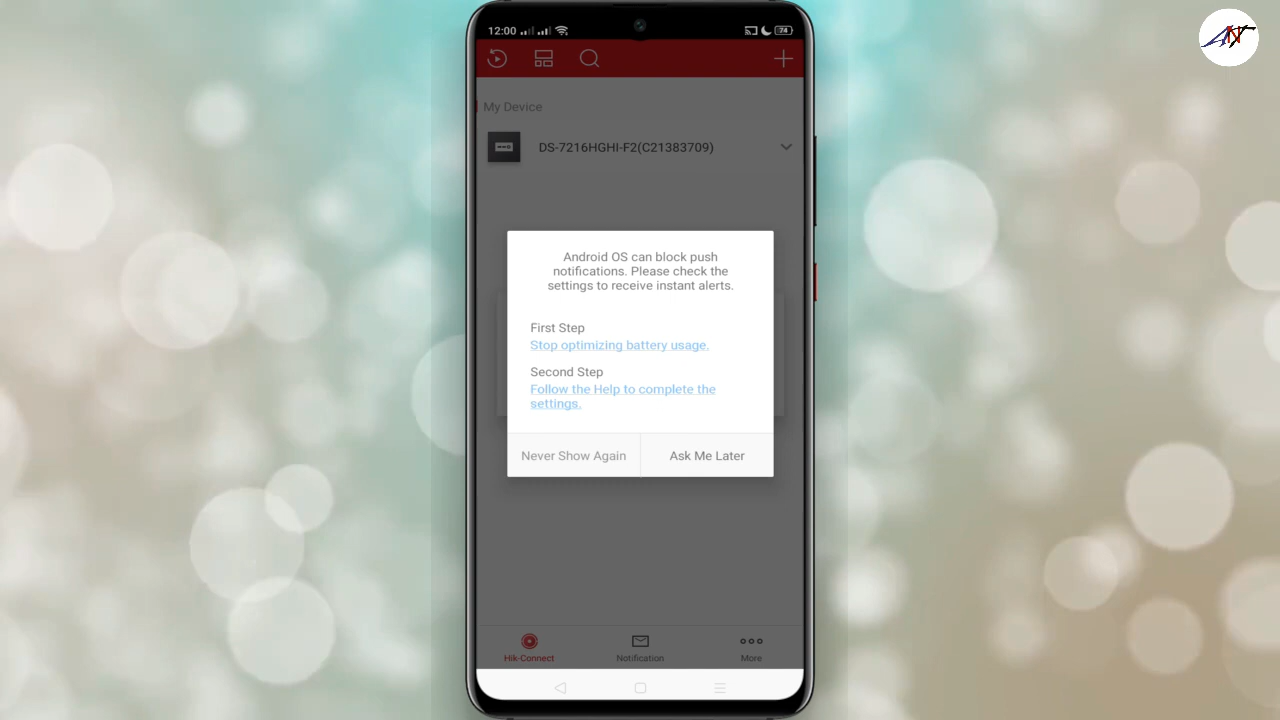 12:00
74
ANT
My Device
DS-7216HGHI-F2(C21383709)
Android OS can block push
notifications. Please check the
settings to receive instant alerts.
First Step
Stop optimizing battery usage.
Second Step
Follow the Help to complete the
settings.
Never Show Again
Ask Me Later
Hik-Connect
Notification
More